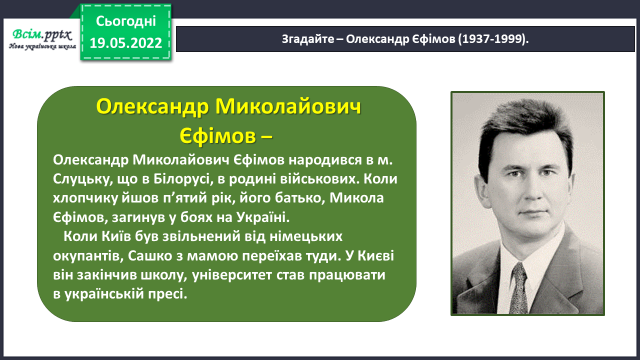 Всім.pptx
Нова українська школа
Сьогодні
19.05.2022
Згадайте – Олександр Єфімов (1937-1999).
Олександр Миколайович
Єфімов –
Олександр Миколайович Єфімов народився в м.
Слуцьку, що в Білорусі, в родині військових. Коли
хлопчику йшов п’ятий рік, його батько, Микола
Єфімов, загинув у боях на Україні.
Коли Київ був звільнений від німецьких
окупантів, Сашко з мамою переїхав туди. У Києві
він закінчив школу, університет став працювати
в українській пресі.